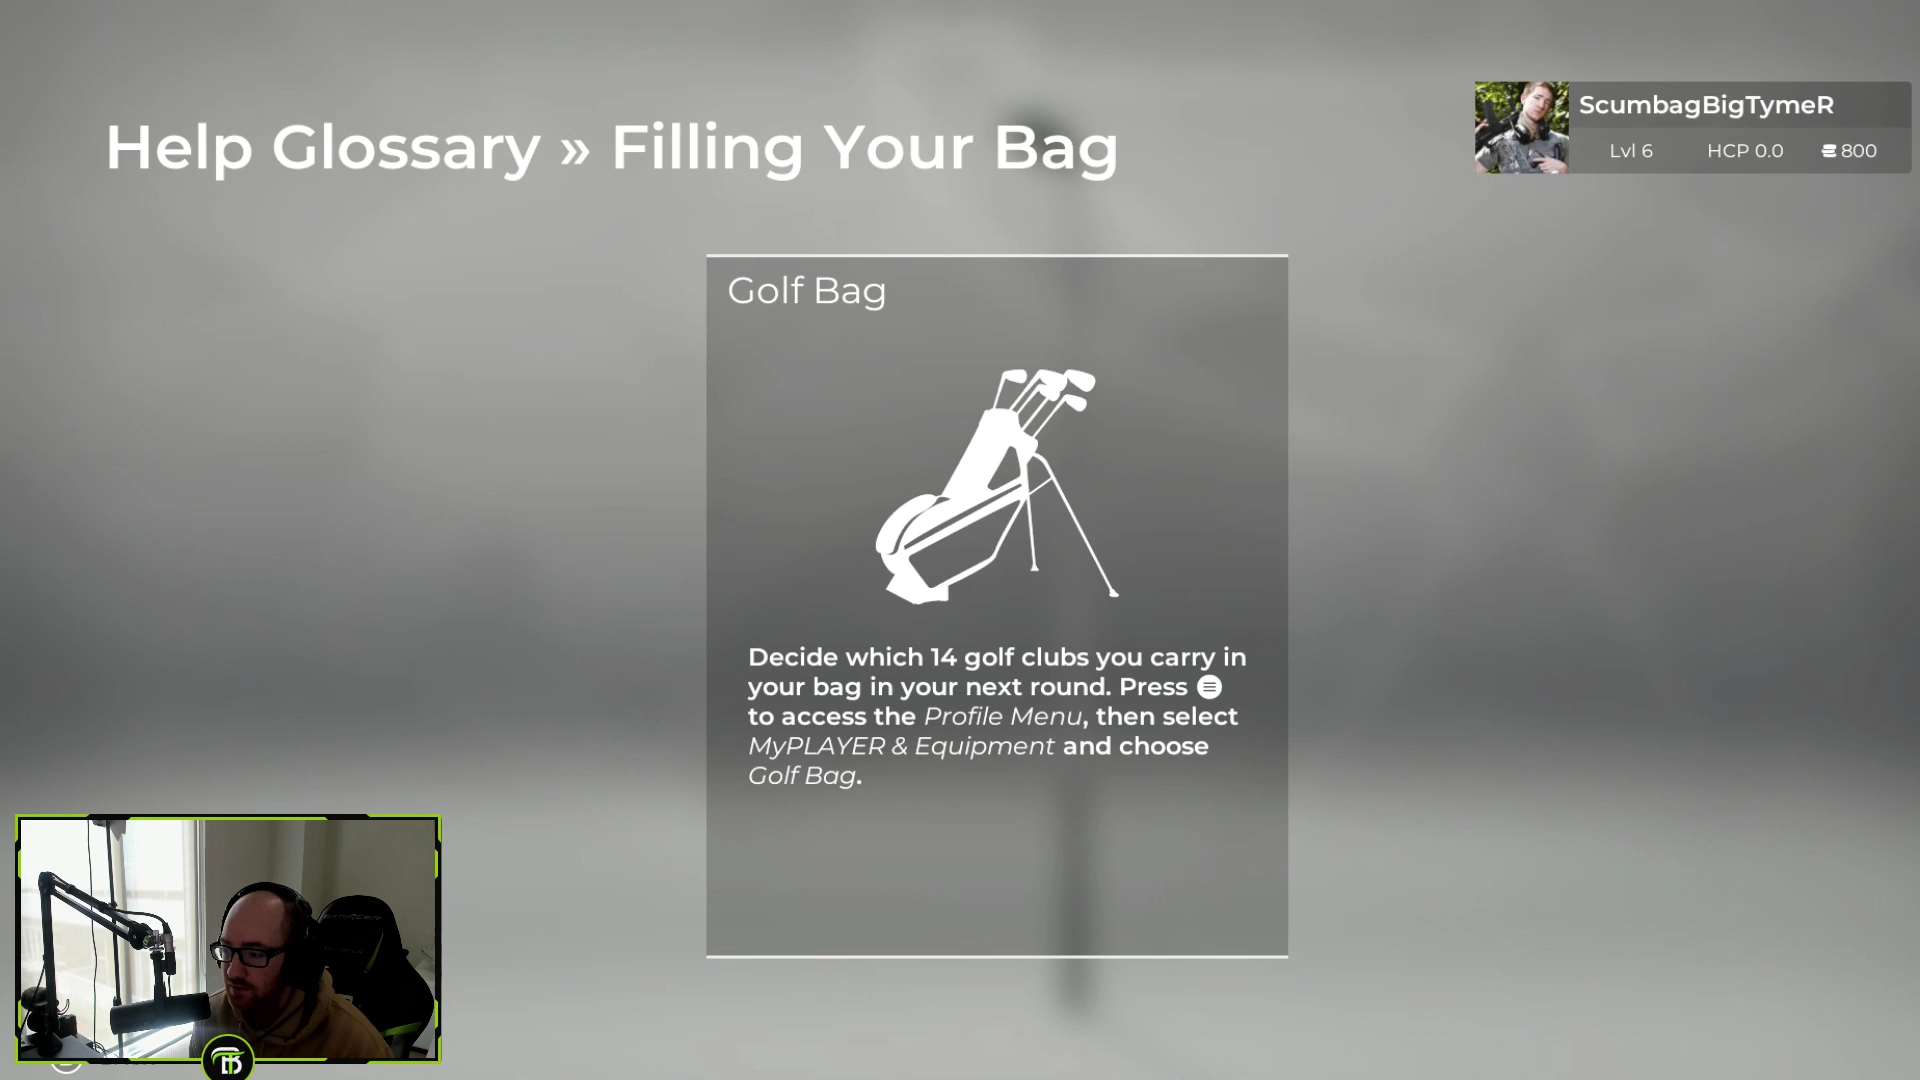 Help Glossary » Filling Your Bag
ScumbagBigTymeR
Lvl 6 HCP 0.0 800
Golf Bag
Decide which 14 golf clubs you carry in
your bag in your next round. Press
to access the Profile Menu, then select
MyPLAYER & Equipment and choose
Golf Bag.